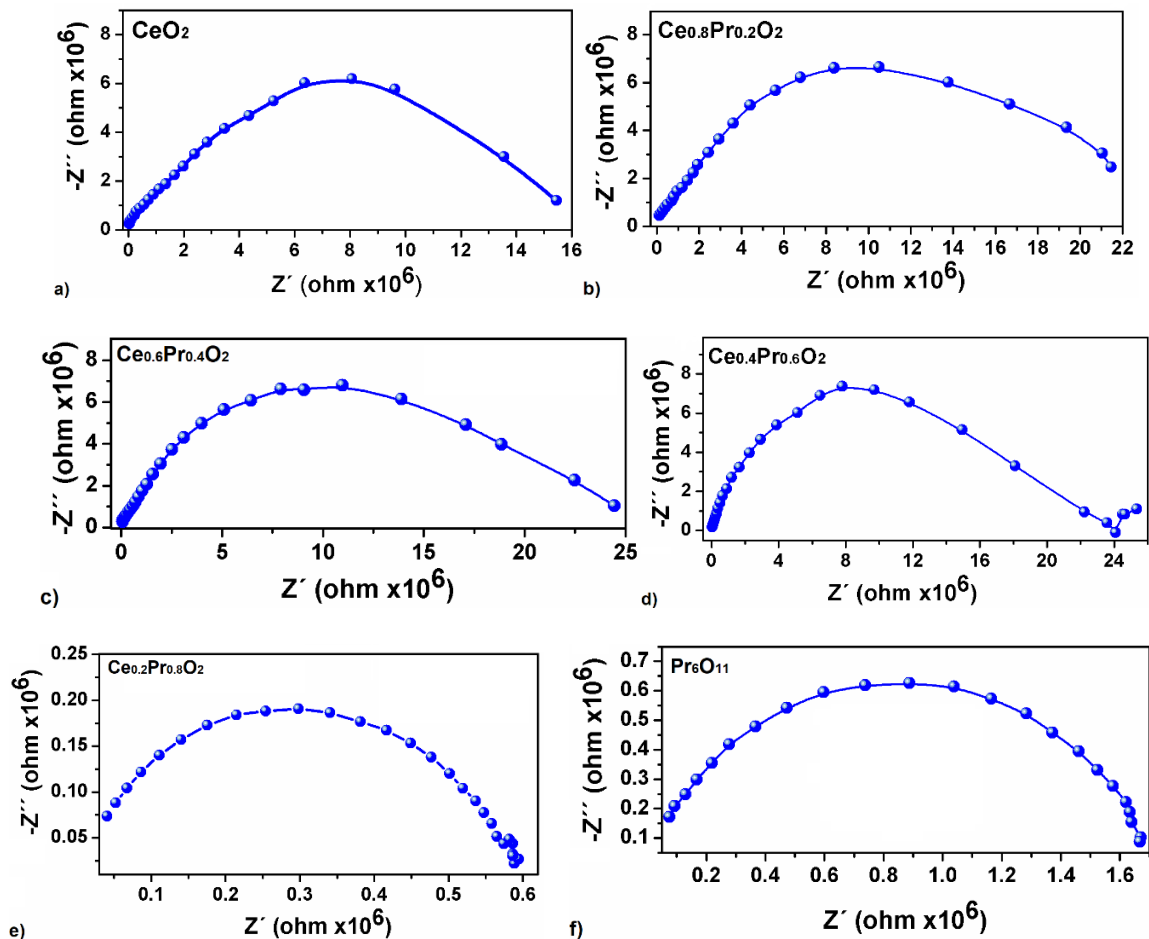 CeO2
-Z´´ (ohm x10^6)
8
6
4
2
0
0 2 4 6 8 10 12 14 16
Z´ (ohm x10^6)
a)
Ce0.8Pr0.2O2
-Z´´ (ohm x10^6)
8
6
4
2
0
0 2 4 6 8 10 12 14 16 18 20 22
Z´ (ohm x10^6)
b)
Ce0.6Pr0.4O2
-Z´´ (ohm x10^6)
8
6
4
2
0
0 5 10 15 20 25
Z´ (ohm x10^6)
c)
Ce0.4Pr0.6O2
-Z´´ (ohm x10^6)
8
6
4
2
0
0 4 8 12 16 20 24
Z´ (ohm x10^6)
d)
Ce0.2Pr0.8O2
-Z´´ (ohm x10^6)
0.25
0.20
0.15
0.10
0.05
0.1 0.2 0.3 0.4 0.5 0.6
Z´ (ohm x10^6)
e)
Pr6O11
-Z´´ (ohm x10^6)
0.7
0.6
0.5
0.4
0.3
0.2
0.1
0.2 0.4 0.6 0.8 1.0 1.2 1.4 1.6
Z´ (ohm x10^6)
f)